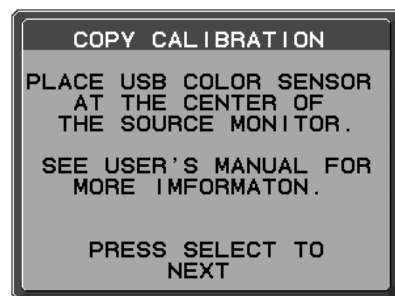 COPY CALIBRATION
PLACE USB COLOR SENSOR
AT THE CENTER OF
THE SOURCE MONITOR.
SEE USER'S MANUAL FOR
MORE IMFORMATON.
PRESS SELECT TO
NEXT